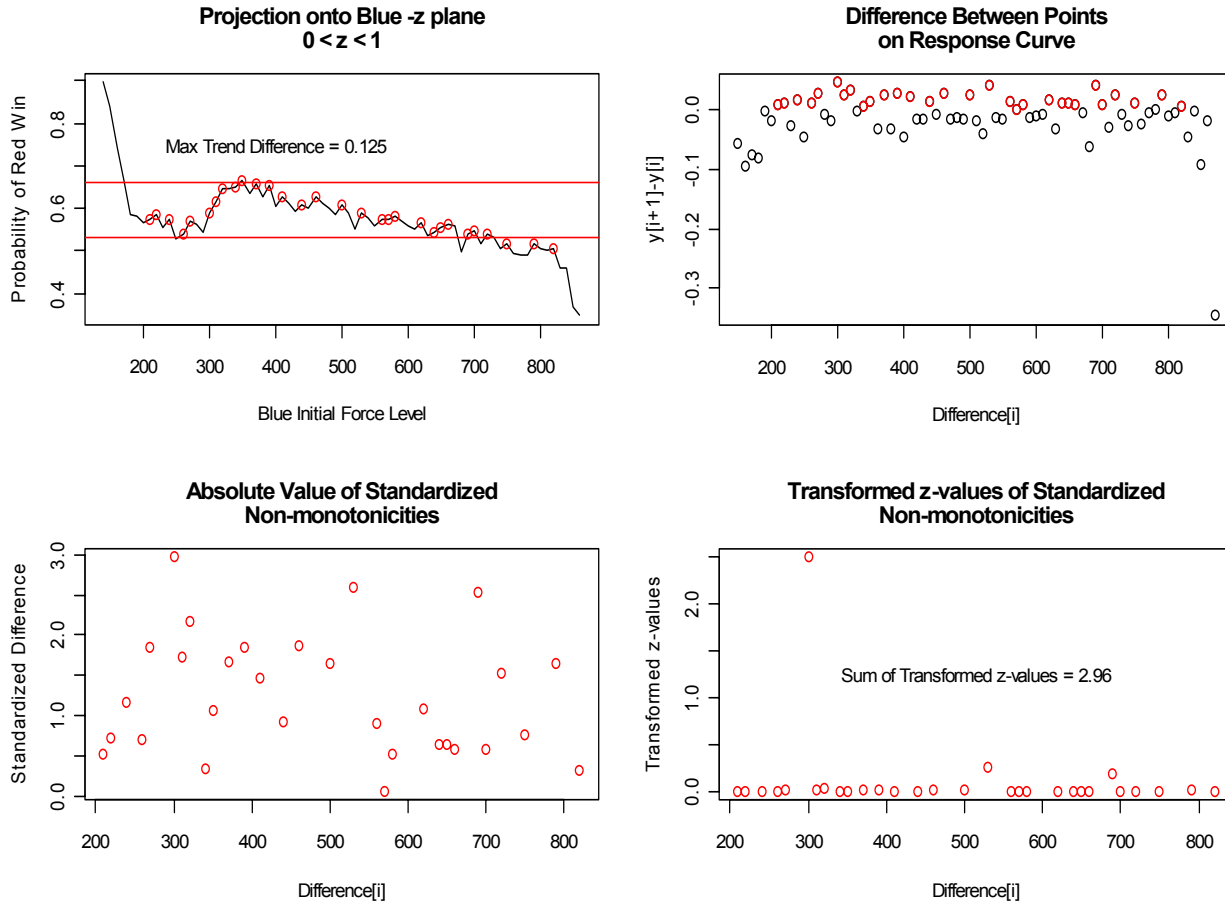 Projection onto Blue -z plane
0 < z < 1
Probability of Red Win
0.8
0.6
0.4
Max Trend Difference = 0.125
200 300 400 500 600 700 800
Blue Initial Force Level
Difference Between Points
on Response Curve
y[i+1]-y[i]
0.0
-0.1
-0.2
-0.3
200 300 400 500 600 700 800
Difference[i]
Absolute Value of Standardized
Non-monotonicities
Standardized Difference
3.0
2.0
1.0
0.0
200 300 400 500 600 700 800
Difference[i]
Transformed z-values of Standardized
Non-monotonicities
Transformed z-values
2.0
1.0
0.0
Sum of Transformed z-values = 2.96
200 300 400 500 600 700 800
Difference[i]